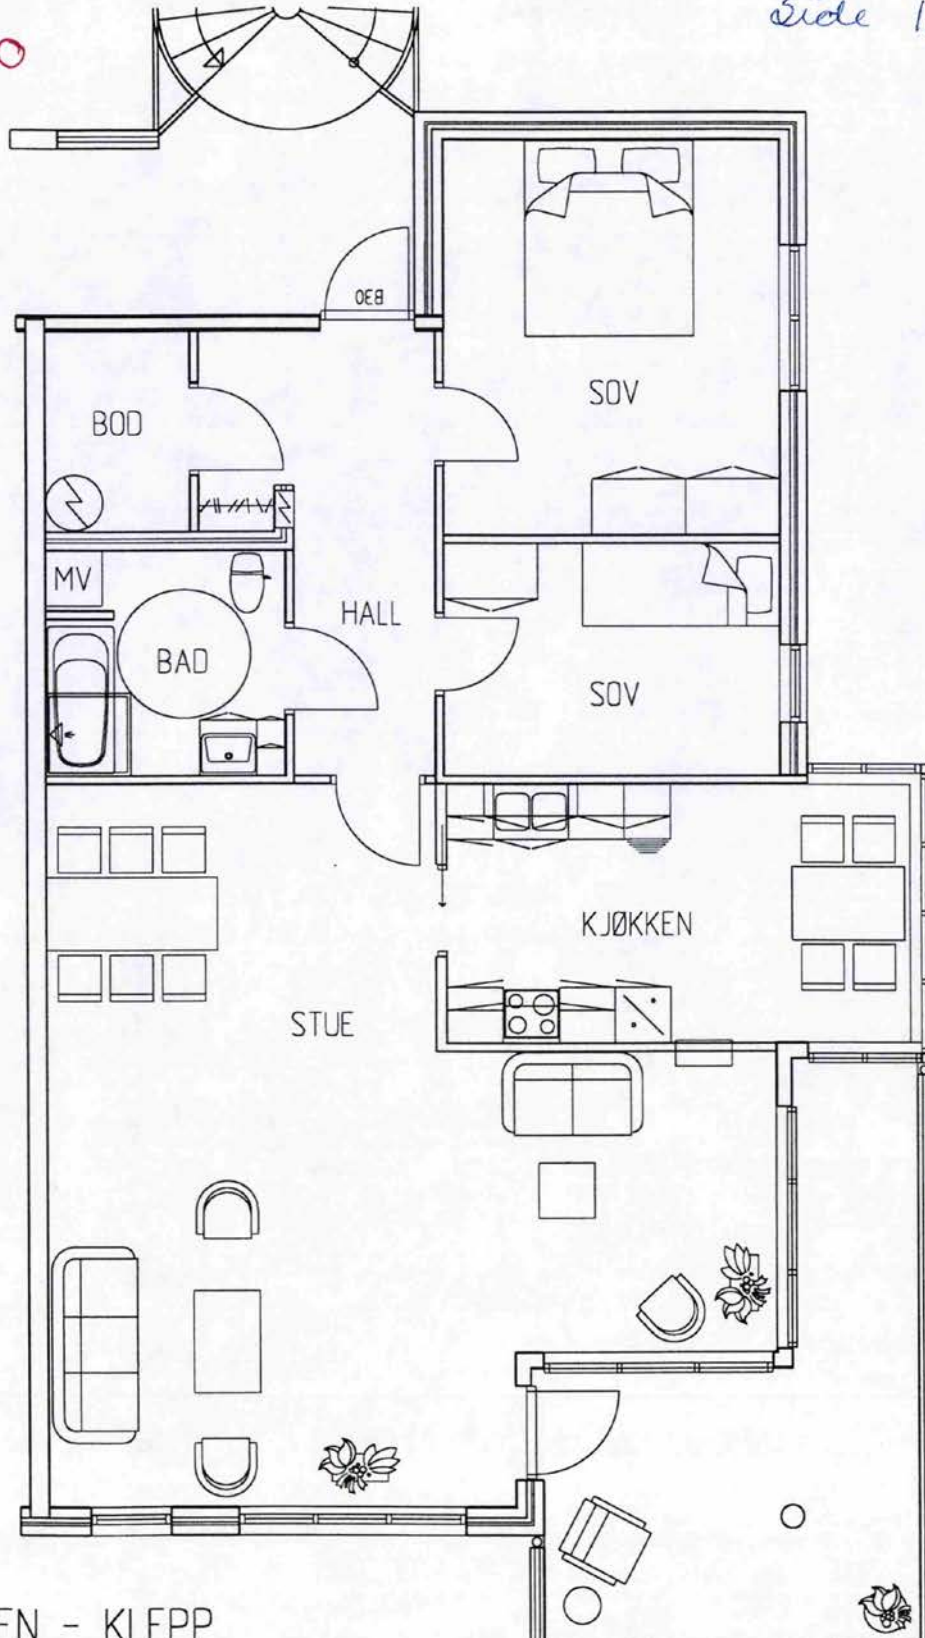 Side 1
B30
SOV
BOD
MV
HALL
BAD
SOV
KJØKKEN
STUE
EN - KLEPP